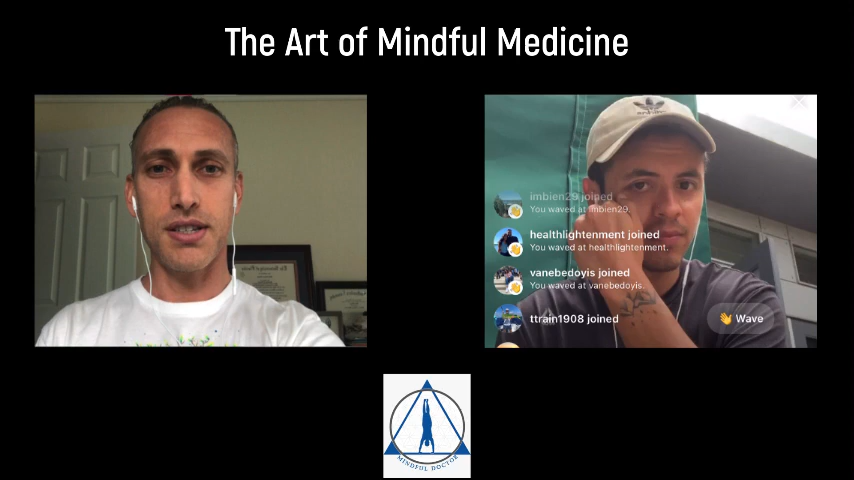 The Art of Mindful Medicine
adidas
imbien29 joined
You waved at imbien29.
healthlightenment joined
You waved at healthlightenment.
vanebedoyis joined
You waved at vanebedoyis.
ttrain1908 joined
👋 Wave
MINDFUL DOCTOR